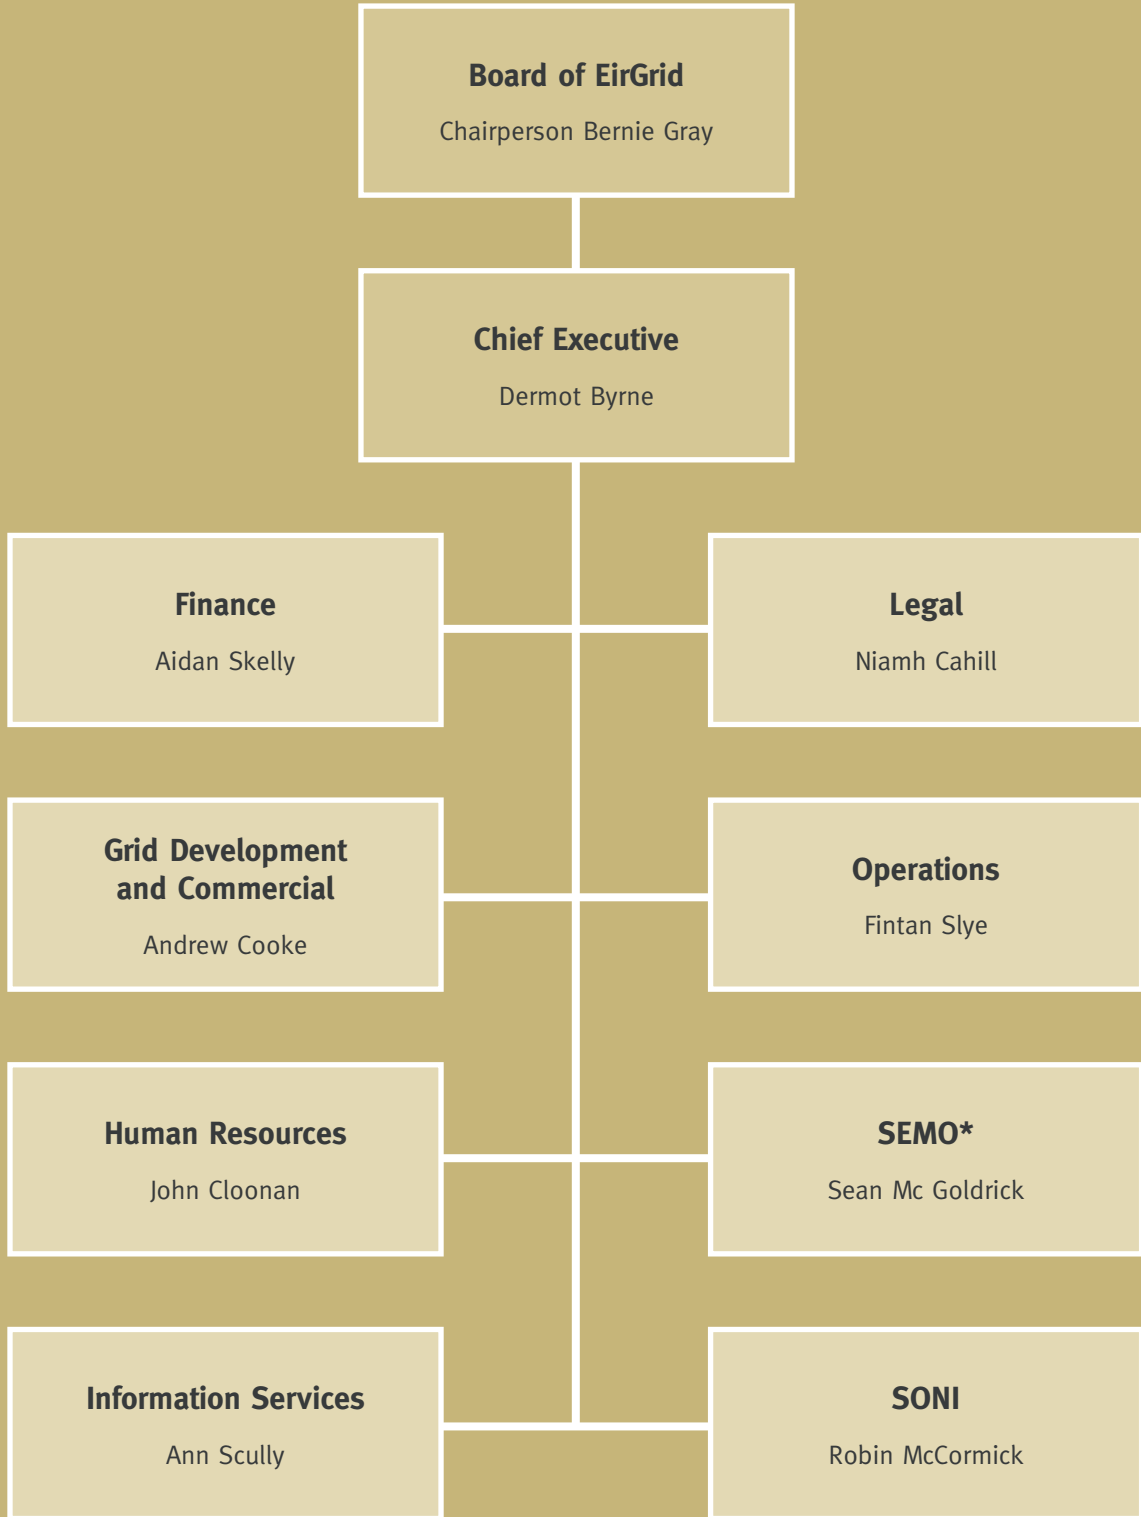 Board of EirGrid
Chairperson Bernie Gray
Chief Executive
Dermot Byrne
Finance
Aidan Skelly
Legal
Niamh Cahill
Grid Development
and Commercial
Andrew Cooke
Operations
Fintan Slye
Human Resources
John Cloonan
SEMO*
Sean Mc Goldrick
Information Services
Ann Scully
SONI
Robin McCormick